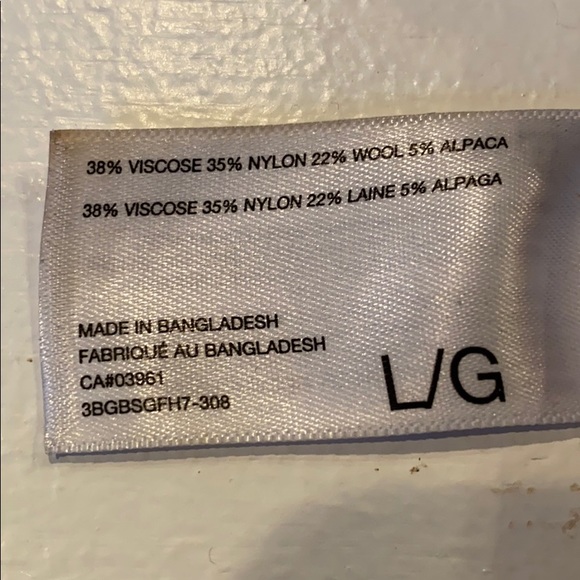 38% VISCOSE 35% NYLON 22% WOOL 5% ALPACA
38% VISCOSE 35% NYLON 22% LAINE 5% ALPAGA
MADE IN BANGLADESH
FABRIQUÉ AU BANGLADESH
CA#03961
3BGBSGFH7-308
L/G